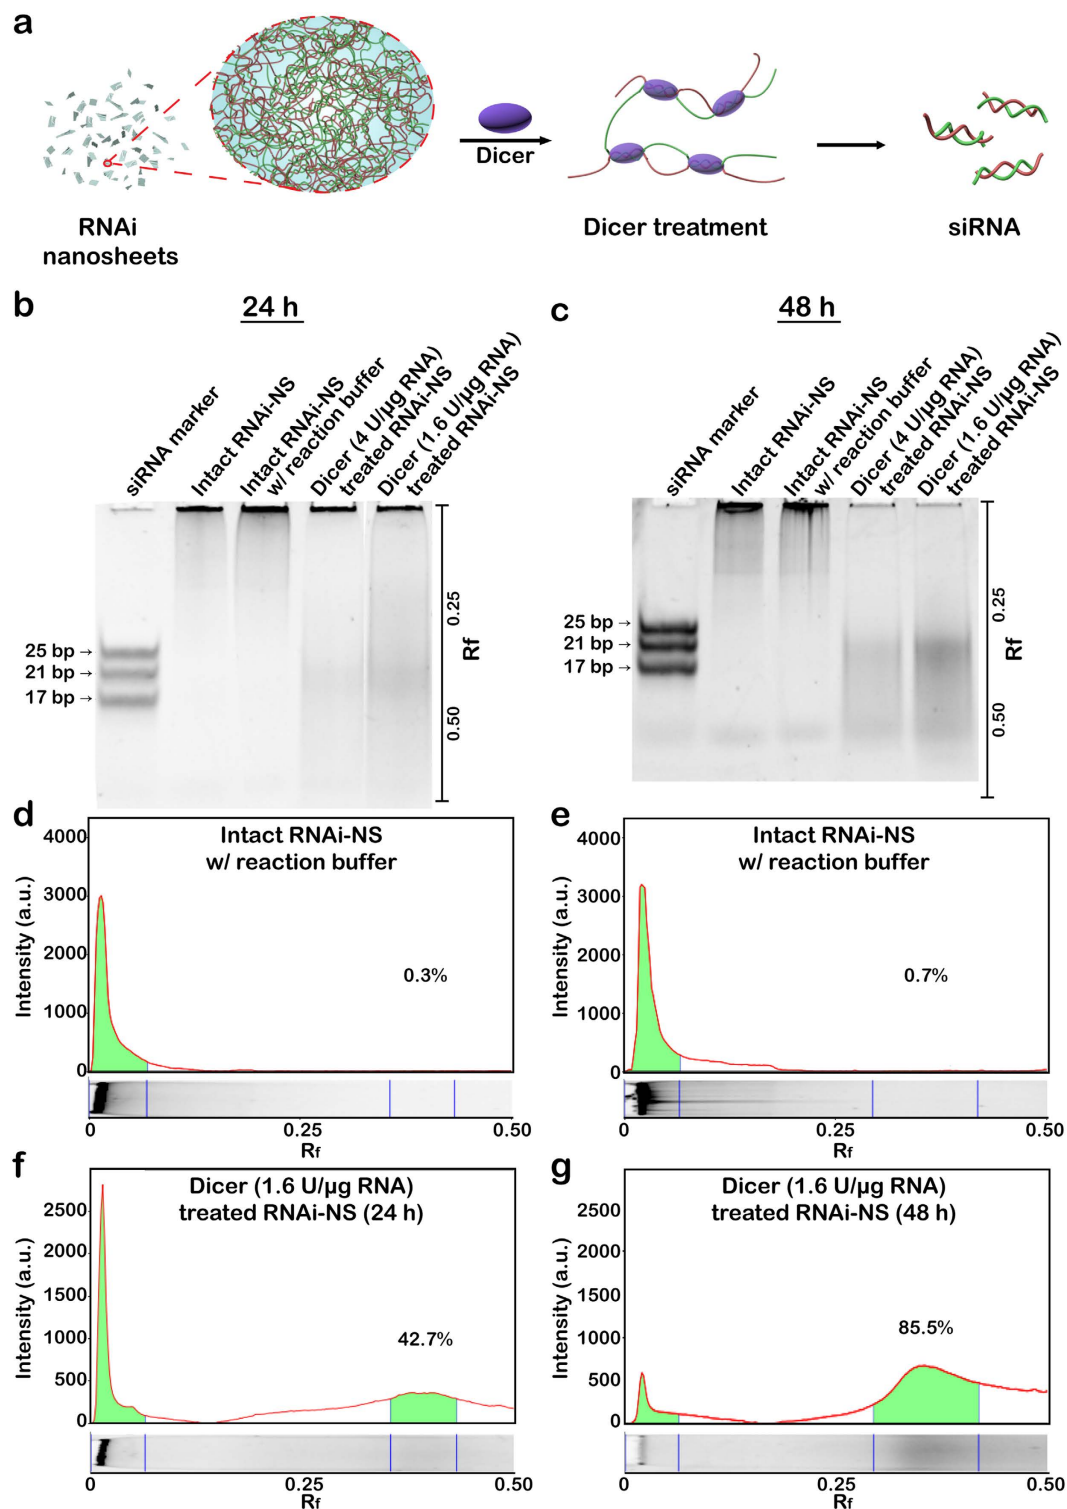 a
Dicer
RNAi
nanosheets
Dicer treatment
siRNA
b
24 h
siRNA marker
Intact RNAi-NS
Intact RNAi-NS
w/ reaction buffer
Dicer (4 U/µg RNA)
treated RNAi-NS
Dicer (1.6 U/µg RNA)
treated RNAi-NS
25 bp →
21 bp →
17 bp →
0.25
Rf
0.50
c
48 h
siRNA marker
Intact RNAi-NS
Intact RNAi-NS
w/ reaction buffer
Dicer (4 U/µg RNA)
treated RNAi-NS
Dicer (1.6 U/µg RNA)
treated RNAi-NS
25 bp →
21 bp →
17 bp →
0.25
Rf
0.50
d
Intact RNAi-NS
w/ reaction buffer
Intensity (a.u.)
4000
3000
2000
1000
0
0.3%
0 0.25 0.50
Rf
e
Intact RNAi-NS
w/ reaction buffer
Intensity (a.u.)
4000
3000
2000
1000
0
0.7%
0 0.25 0.50
Rf
f
Dicer (1.6 U/µg RNA)
treated RNAi-NS (24 h)
Intensity (a.u.)
2500
2000
1500
1000
500
0
42.7%
0 0.25 0.50
Rf
g
Dicer (1.6 U/µg RNA)
treated RNAi-NS (48 h)
Intensity (a.u.)
2500
2000
1500
1000
500
0
85.5%
0 0.25 0.50
Rf